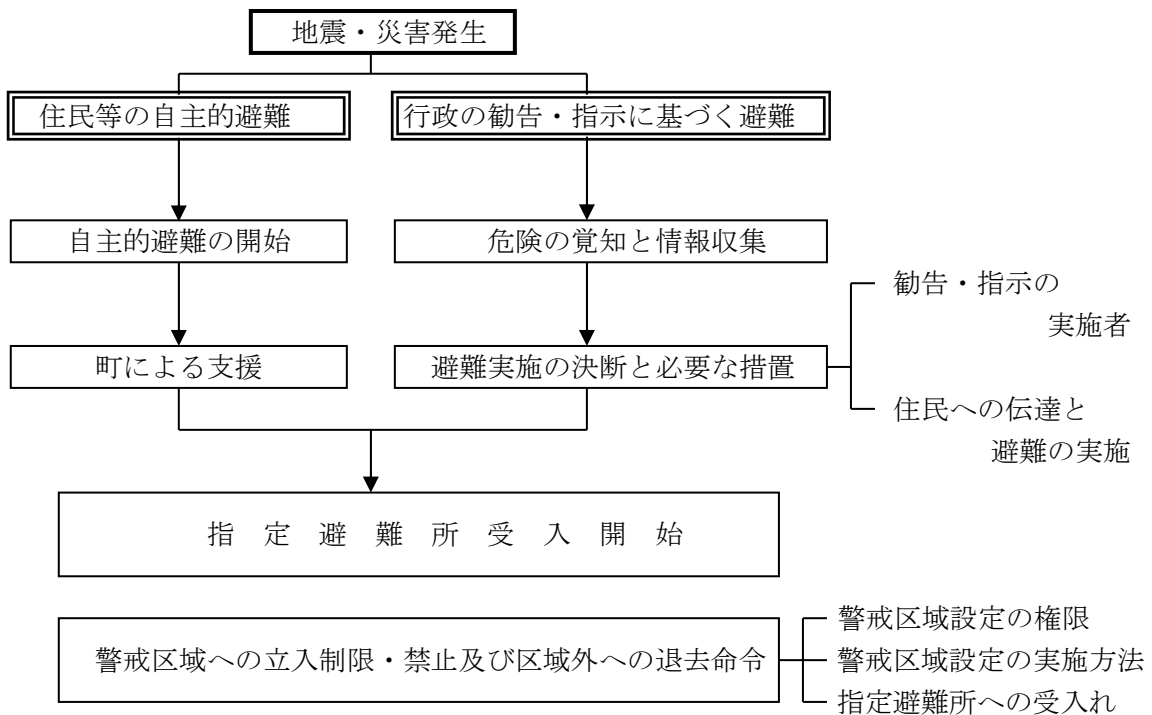 地震・災害発生
住民等の自主的避難
行政の勧告・指示に基づく避難
自主的避難の開始
危険の覚知と情報収集
勧告・指示の
実施者
町による支援
避難実施の決断と必要な措置
住民への伝達と
避難の実施
指定避難所受入開始
警戒区域への立入制限・禁止及び区域外への退去命令
警戒区域設定の権限
警戒区域設定の実施方法
指定避難所への受入れ